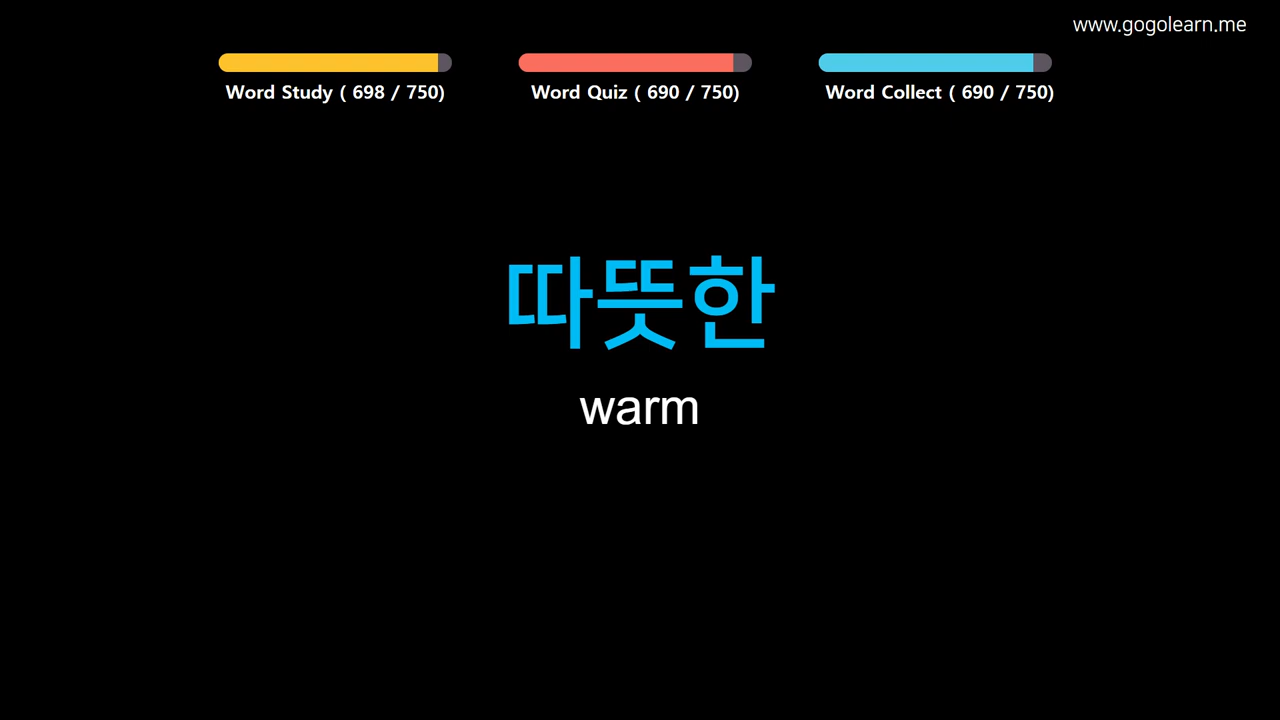 www.gogolearn.me
Word Study ( 698 / 750)
Word Quiz ( 690 / 750)
Word Collect ( 690 / 750)
따뜻한
warm